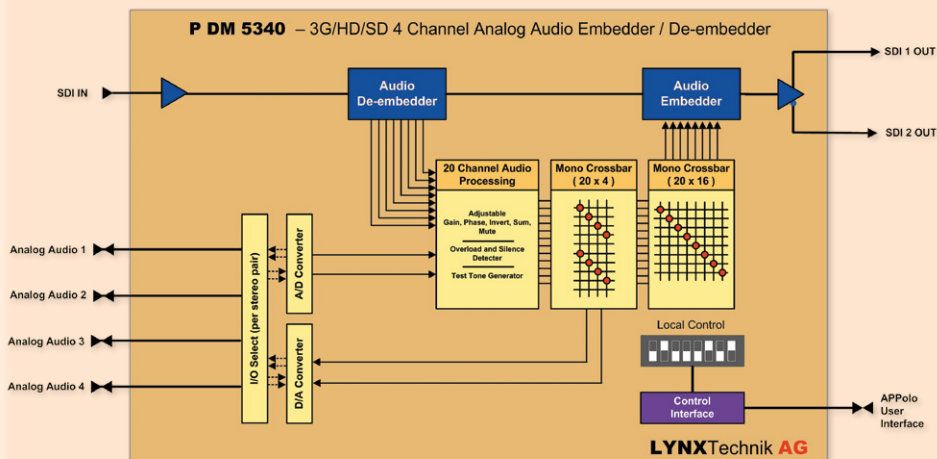 P DM 5340 – 3G/HD/SD 4 Channel Analog Audio Embedder / De-embedder
SDI 1 OUT
SDI IN
Audio
De-embedder
Audio
Embedder
SDI 2 OUT
20 Channel Audio
Processing
Mono Crossbar
( 20 x 4 )
Mono Crossbar
( 20 x 16 )
Adjustable
Gain, Phase, Invert, Sum,
Mute
Overload and Silence
Detecter
Test Tone Generator
Analog Audio 1
Analog Audio 2
Analog Audio 3
Analog Audio 4
I/O Select (per stereo pair)
A/D Converter
D/A Converter
Local Control
Control
Interface
APPolo
User
Interface
LYNXTechnik AG